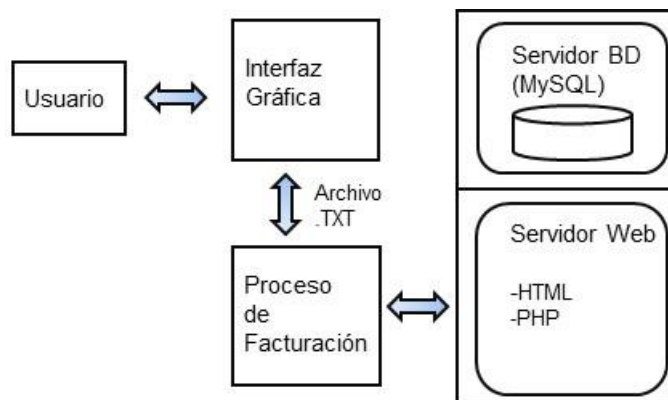 Usuario
Interfaz
Gráfica
Archivo
.TXT
Proceso
de
Facturación
Servidor BD
(MySQL)
Servidor Web
-HTML
-PHP